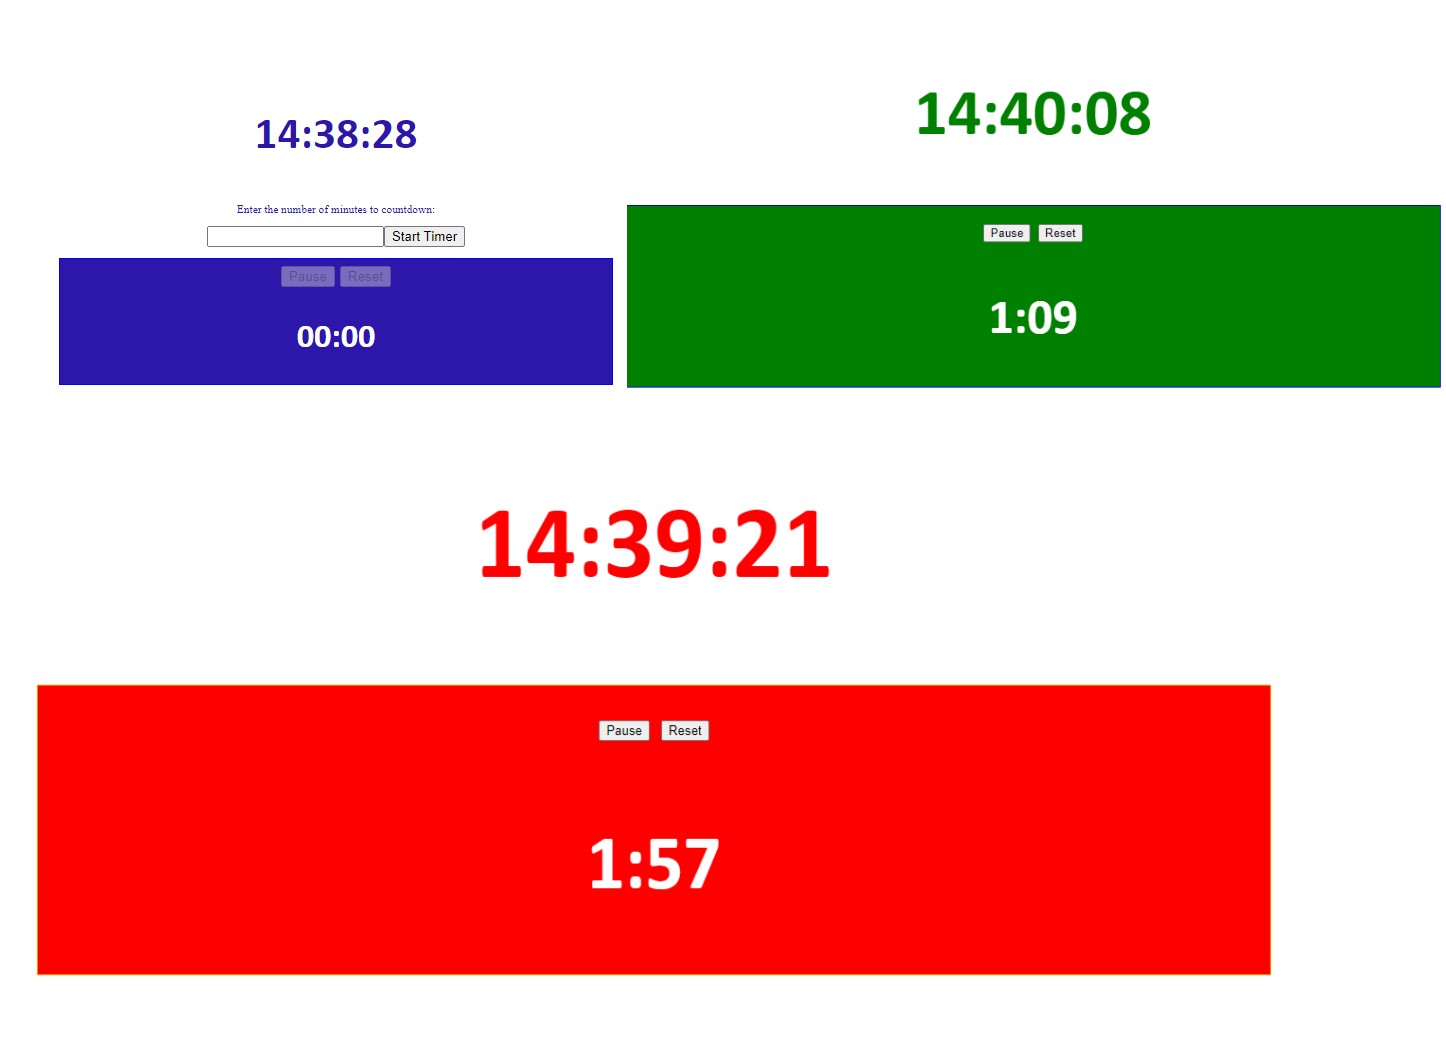 14:38:28
Enter the number of minutes to countdown:
Start Timer
Pause Reset
00:00
14:40:08
Pause Reset
1:09
14:39:21
Pause Reset
1:57